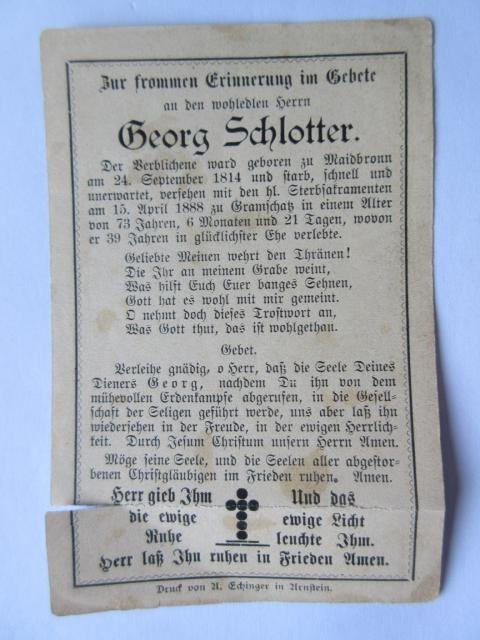 Zur frommen Erinnerung im Gebete
an den wohledlen Herrn
Georg Schlotter.
Der Verblichene ward geboren zu Maidbronn
am 24. September 1814 und starb, schnell und
unerwartet, versehen mit den hl. Sterbsakramenten
am 15. April 1888 zu Gramschatz in einem Alter
von 73 Jahren, 6 Monaten und 21 Tagen, wovon
er 39 Jahren in glücklichster Ehe verlebte.
Geliebte Meinen wehrt den Thränen!
Die Ihr an meinem Grabe weint,
Was hilft Euch Euer banges Sehnen,
Gott hat es wohl mit mir gemeint.
O nehmt doch dieses Trostwort an,
Was Gott thut, das ist wohlgethan.
Gebet.
Verleihe gnädig, o Herr, daß die Seele Deines
Dieners Georg, nachdem Du ihn von dem
mühevollen Erdenkampfe abgerufen, in die Gesell-
schaft der Seligen geführt werde, uns aber laß ihn
wiedersehen in der Freude, in der ewigen Herrlich-
keit. Durch Jesum Christum unsern Herrn Amen.
Möge seine Seele, und die Seelen aller abgestor-
benen Christgläubigen im Frieden ruhen. Amen.
Herr gieb Ihm Und das
die ewige ewige Licht
Ruhe leuchte Ihm.
Herr laß Ihn ruhen in Frieden Amen.
Druck von A. Echinger in Arnstein.